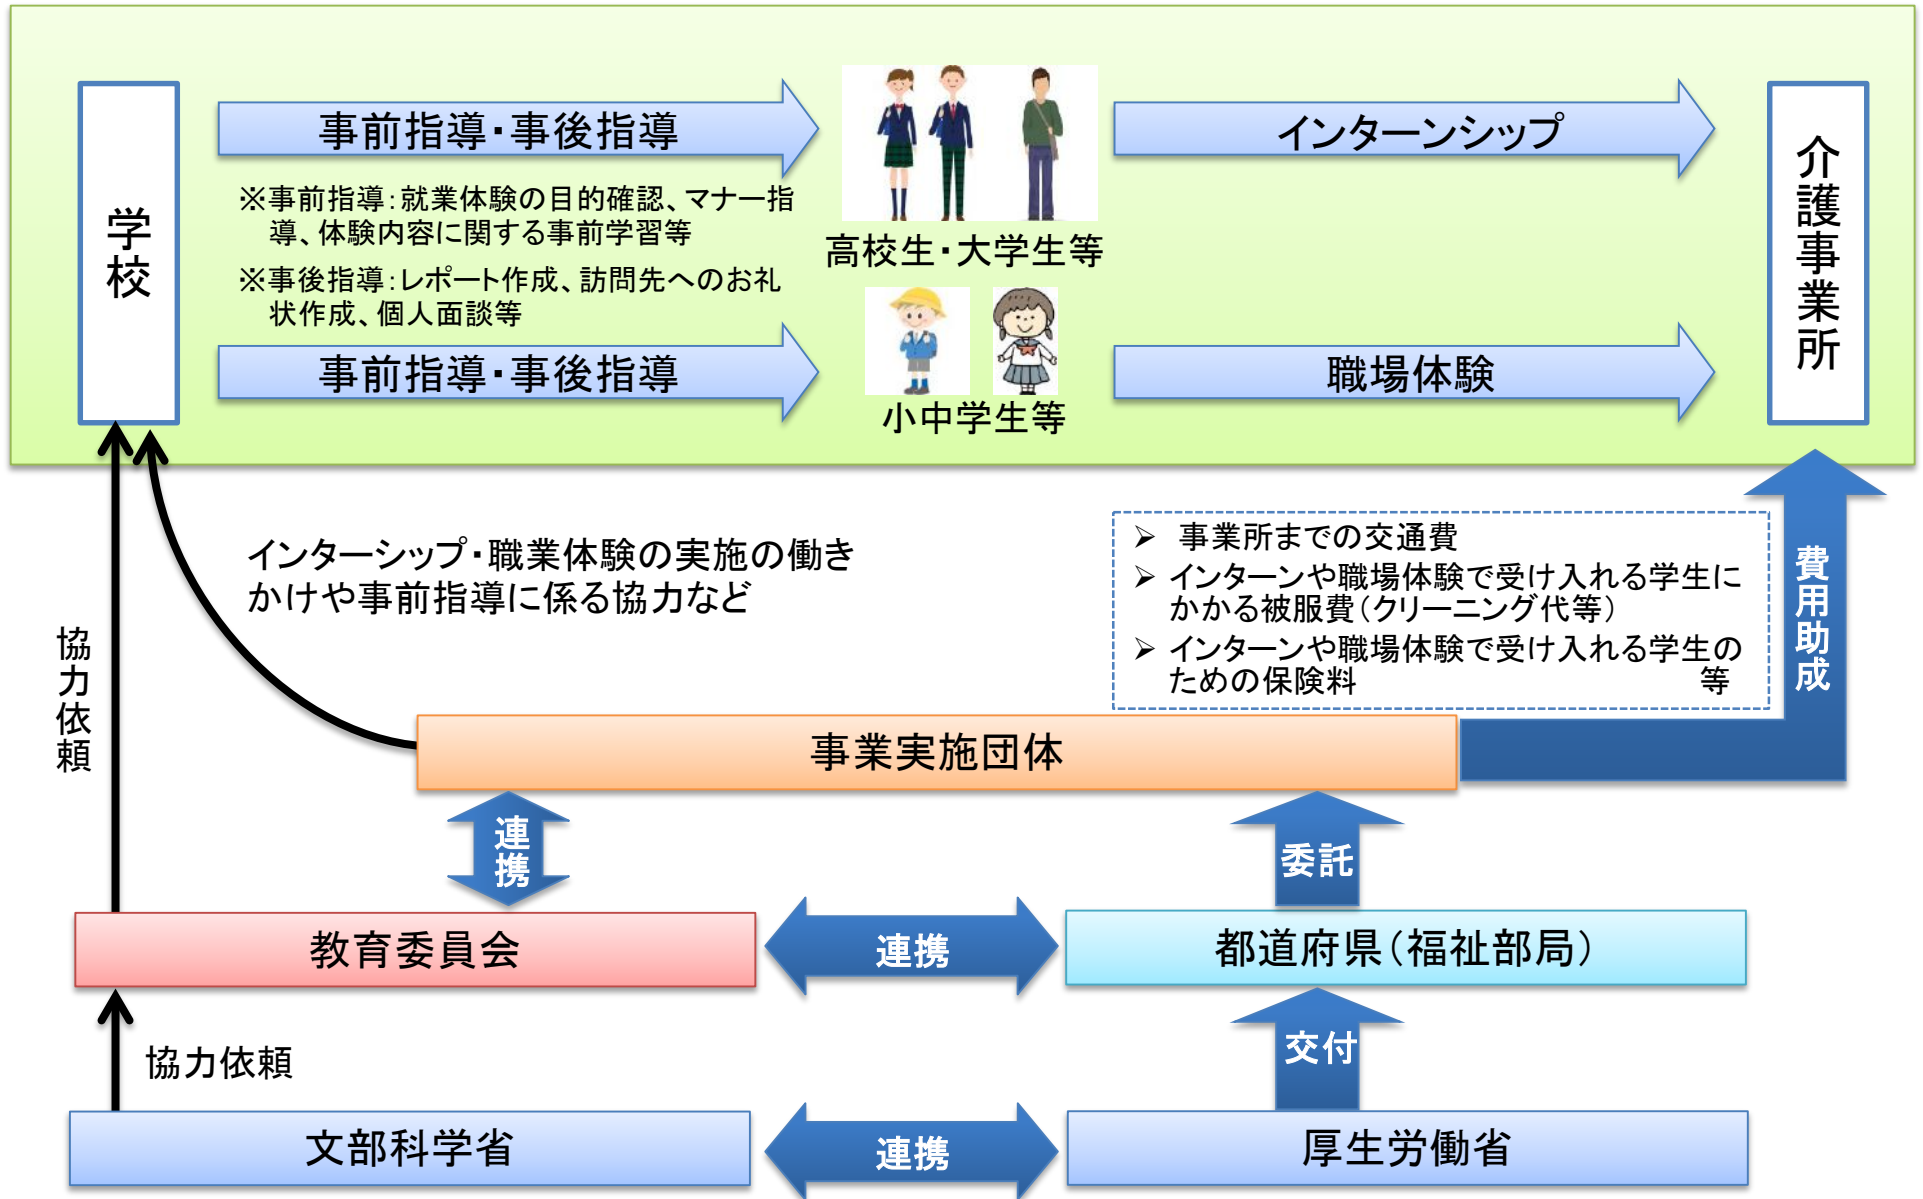 学校
事前指導・事後指導
※事前指導：就業体験の目的確認、マナー指
導、体験内容に関する事前学習等
※事後指導：レポート作成、訪問先へのお礼
状作成、個人面談等
事前指導・事後指導
高校生・大学生等
小中学生等
インターンシップ
職場体験
介護事業所
インターシップ・職業体験の実施の働き
かけや事前指導に係る協力など
➢ 事業所までの交通費
➢ インターンや職場体験で受け入れる学生に
かかる被服費（クリーニング代等）
➢ インターンや職場体験で受け入れる学生の
ための保険料 等
費用助成
協力依頼
事業実施団体
連携
委託
教育委員会
連携
都道府県（福祉部局）
協力依頼
交付
文部科学省
連携
厚生労働省